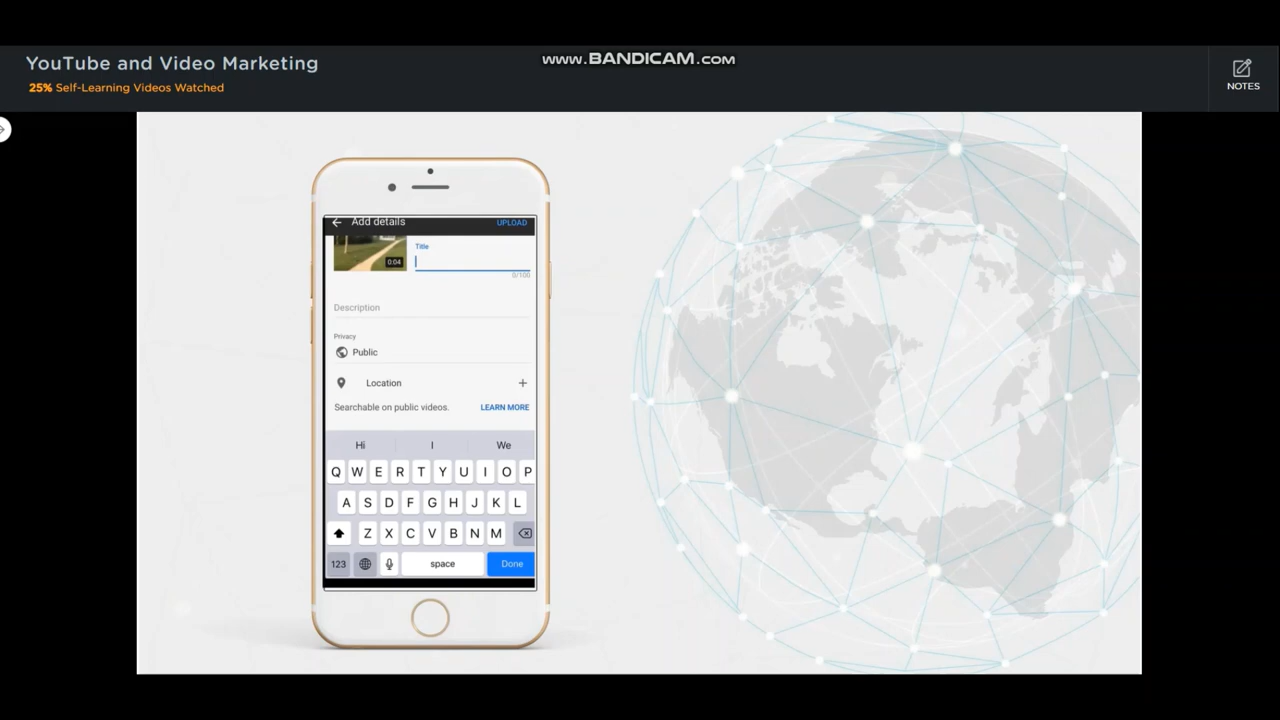 YouTube and Video Marketing
www.BANDICAM.com
25% Self-Learning Videos Watched
NOTES
Add details
UPLOAD
Title
0:04
0/100
Description
Privacy
Public
Location +
Searchable on public videos. LEARN MORE
Hi I We
Q W E R T Y U I O P
A S D F G H J K L
Z X C V B N M
123 space Done